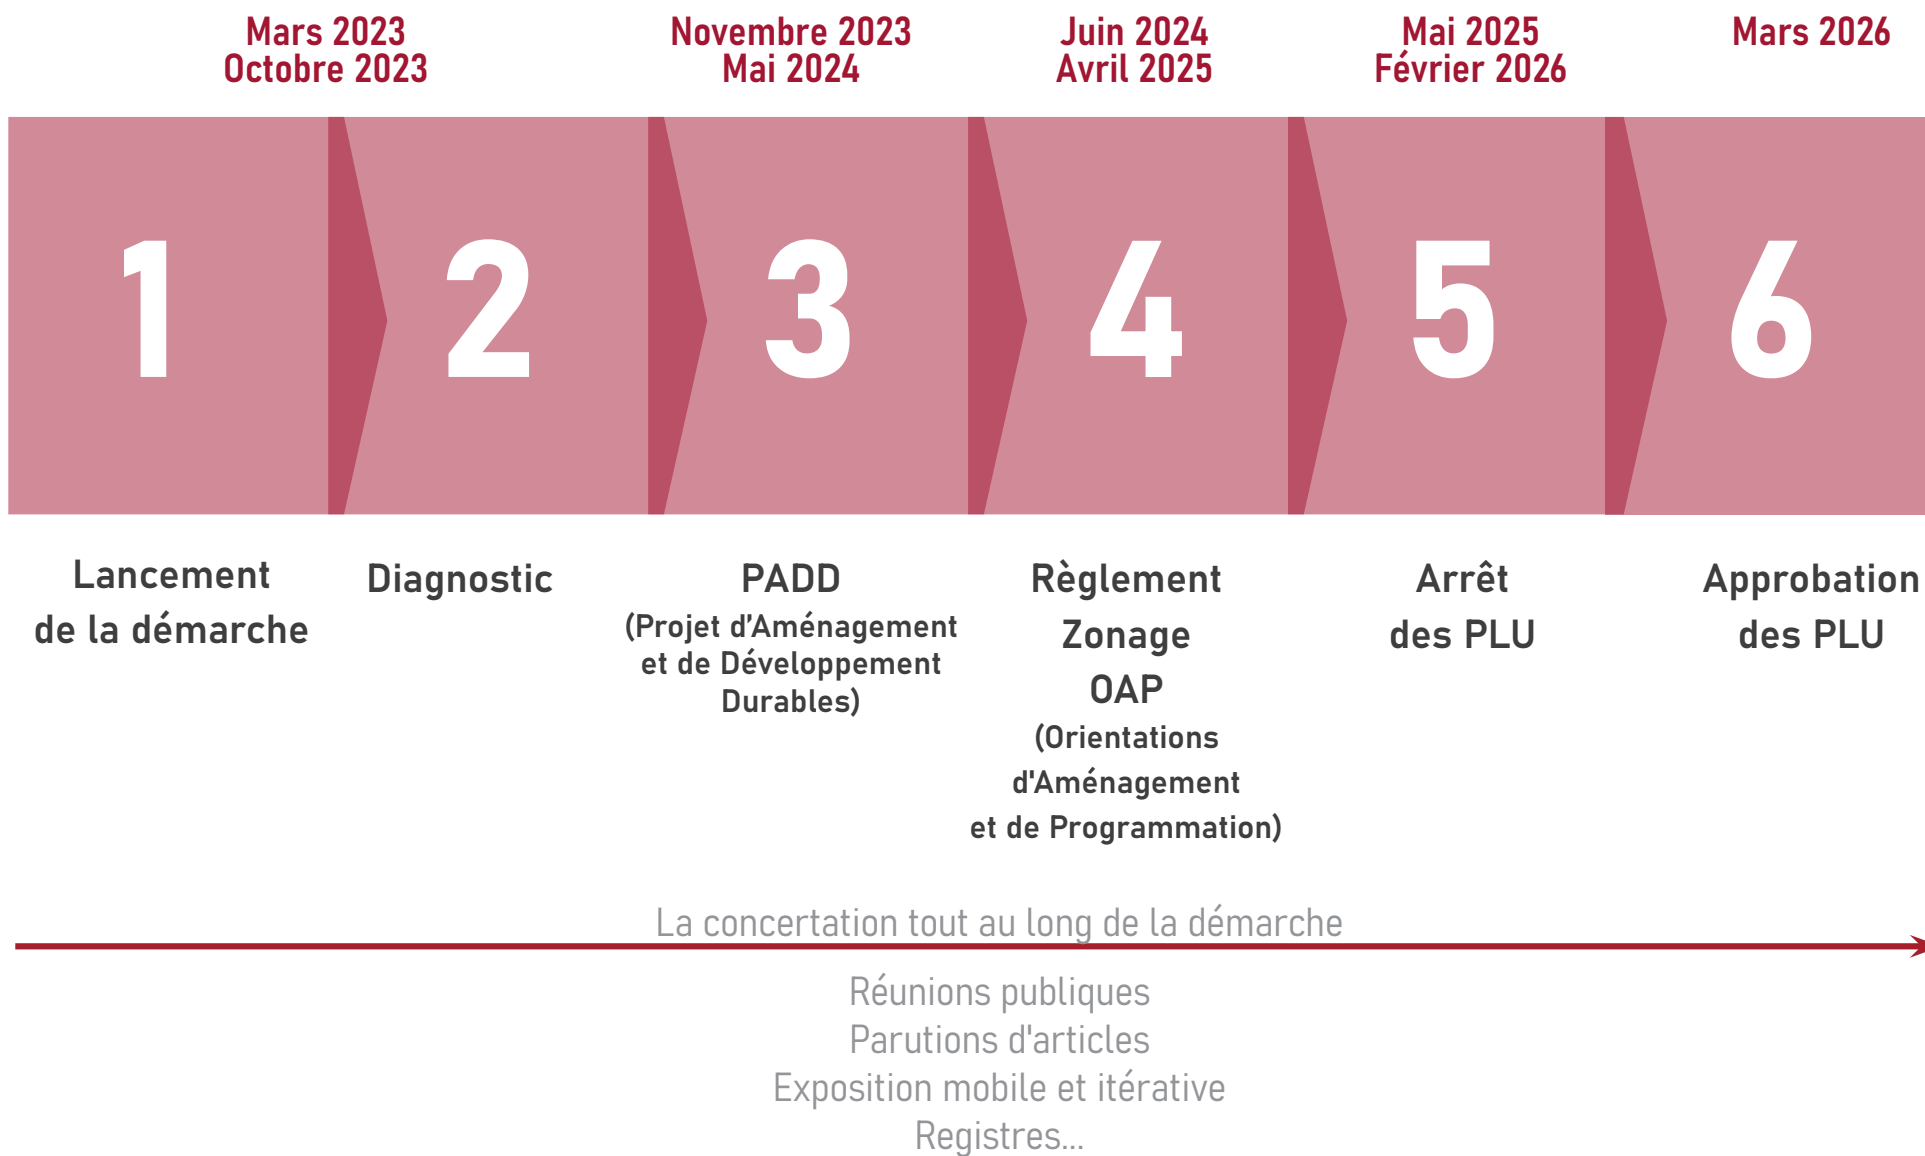 Mars 2023
Octobre 2023
Novembre 2023
Mai 2024
Juin 2024
Avril 2025
Mai 2025
Février 2026
Mars 2026
1
2
3
4
5
6
Lancement
de la démarche
Diagnostic
PADD
(Projet d’Aménagement
et de Développement
Durables)
Règlement
Zonage
OAP
(Orientations
d'Aménagement
et de Programmation)
Arrêt
des PLU
Approbation
des PLU
La concertation tout au long de la démarche
Réunions publiques
Parutions d'articles
Exposition mobile et itérative
Registres...